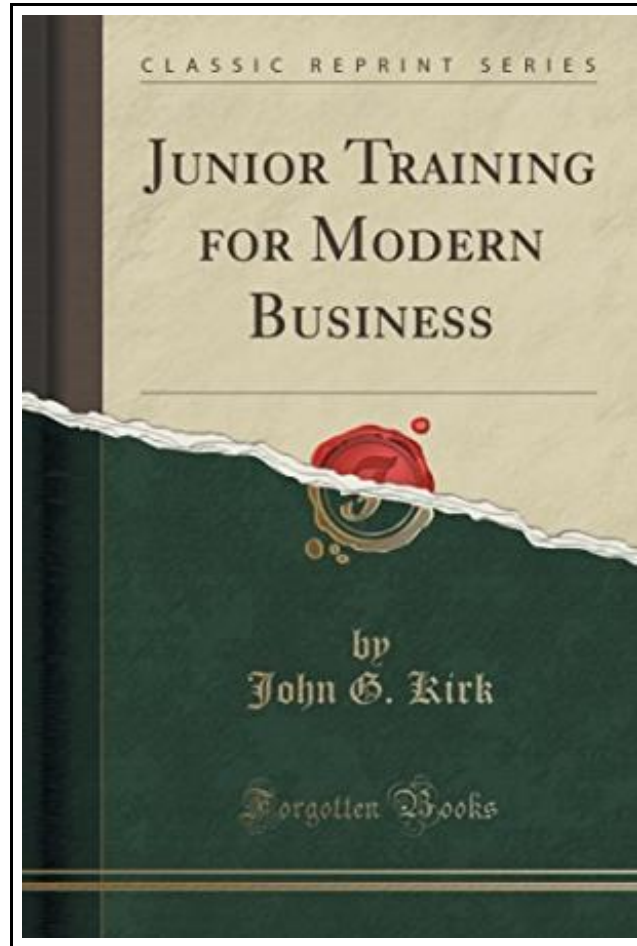 CLASSIC REPRINT SERIES
JUNIOR TRAINING
FOR MODERN
BUSINESS
by
John G. Kirk
Forgotten Books